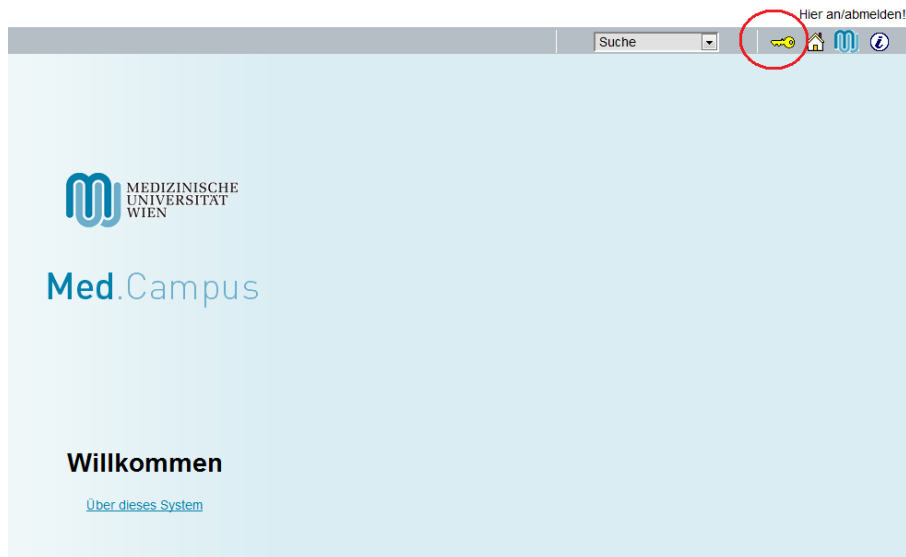 Hier an/abmelden!
Suche
MEDIZINISCHE
UNIVERSITÄT
WIEN
Med.Campus
Willkommen
Über dieses System